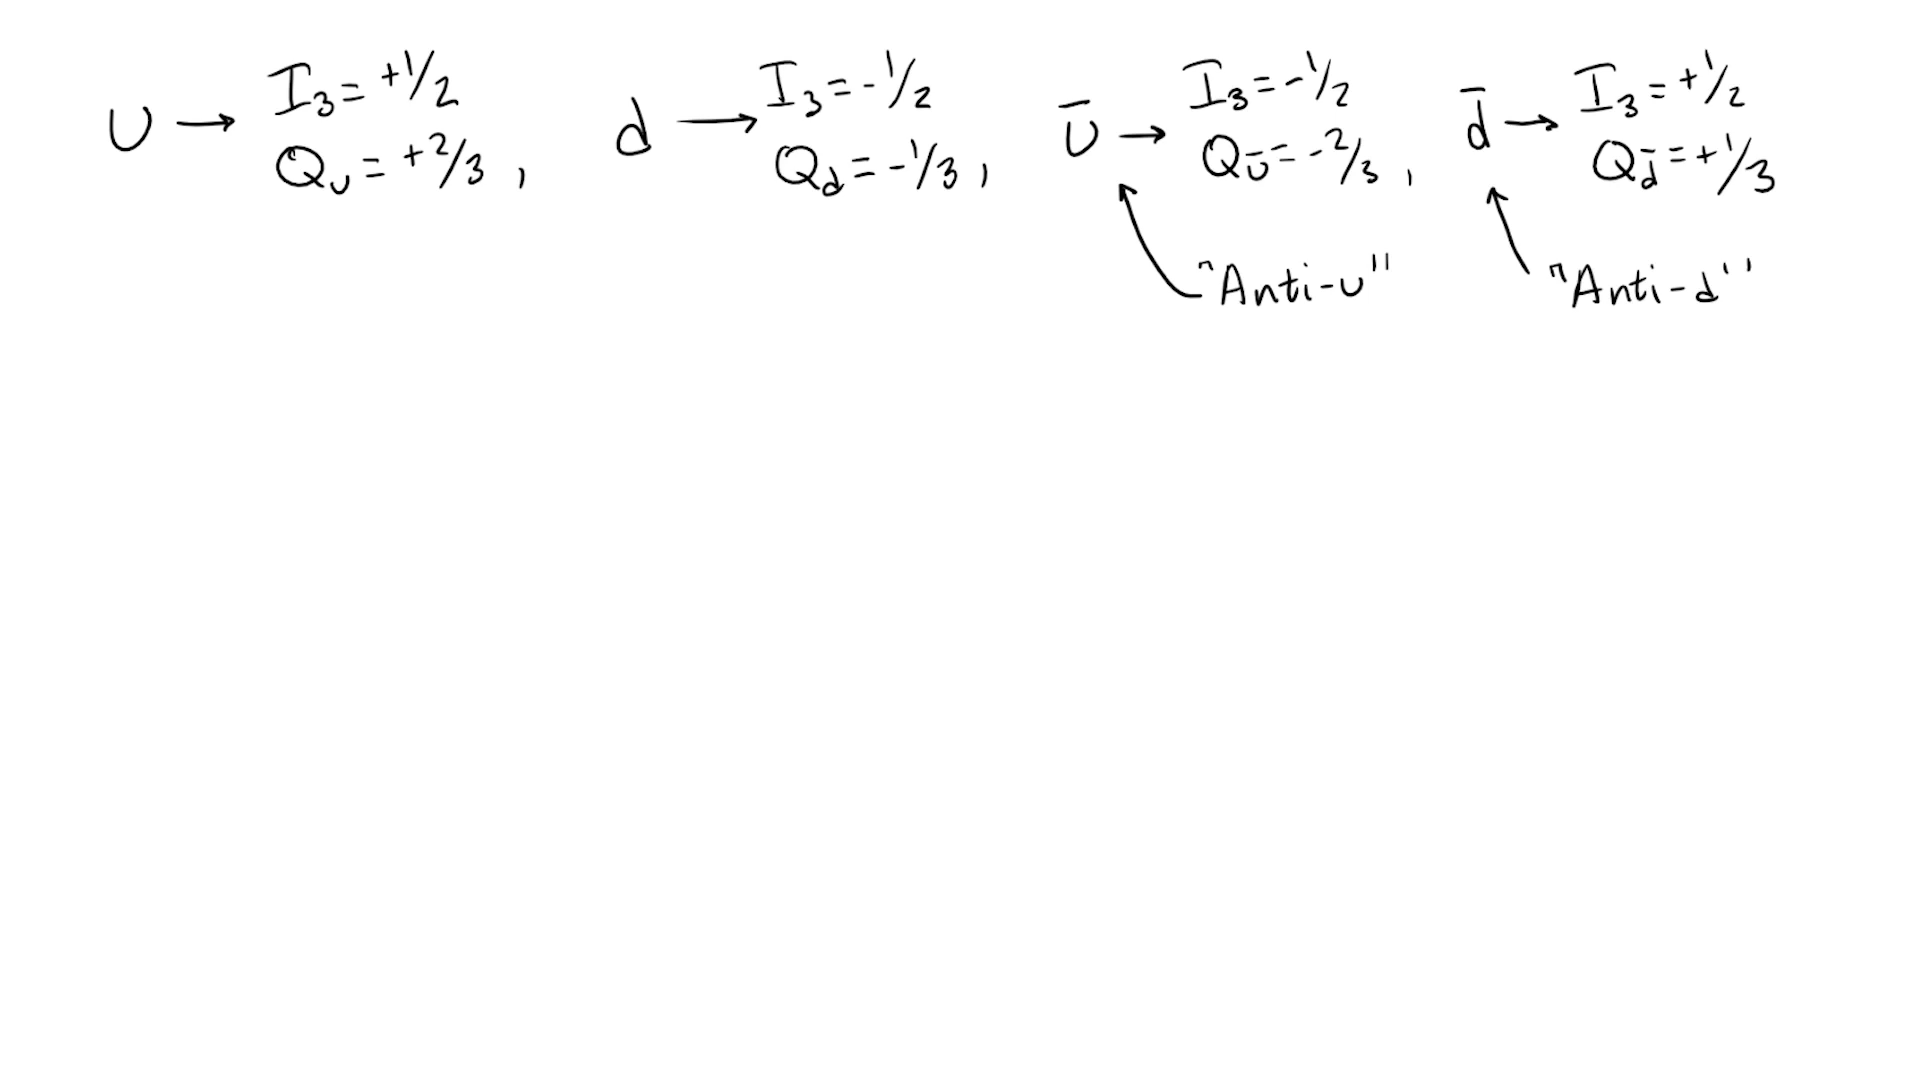 u → I₃ = +1/2
Q_u = +2/3 ,
d → I₃ = -1/2
Q_d = -1/3 ,
ū → I₃ = -1/2
Q_ū = -2/3 ,
d̄ → I₃ = +1/2
Q_d̄ = +1/3
"Anti-u"
"Anti-d"